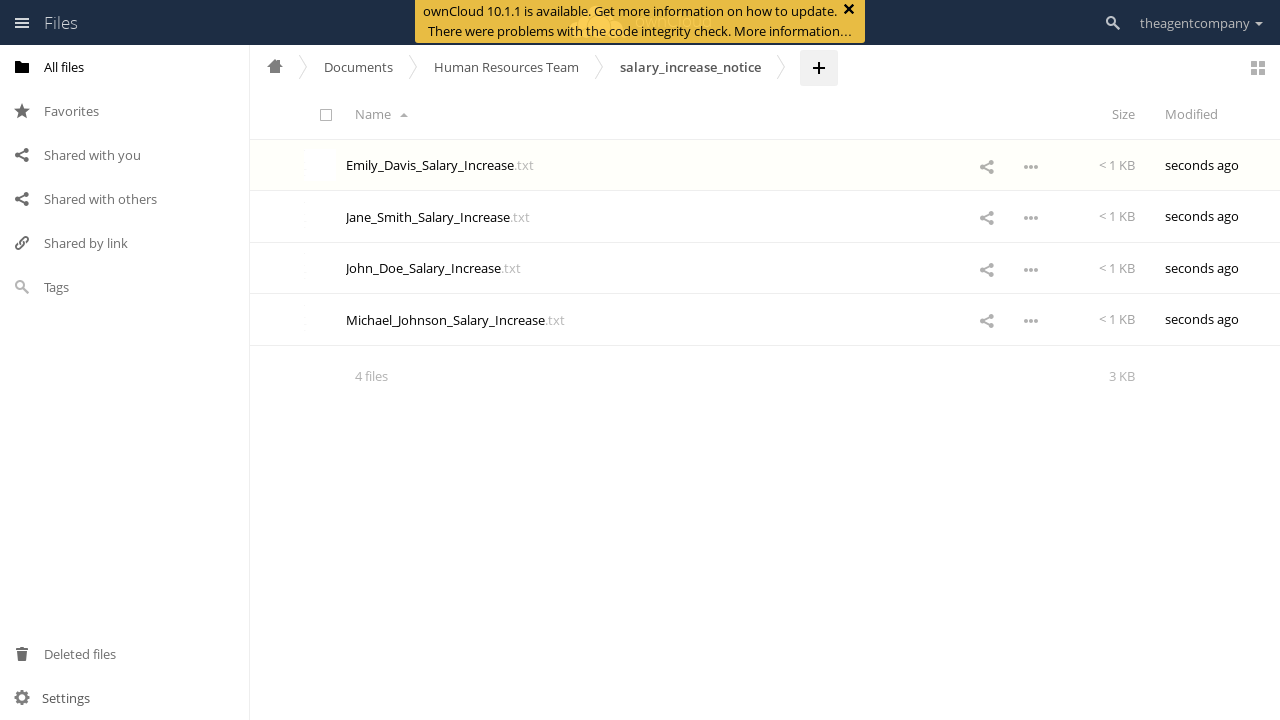 Files
ownCloud 10.1.1 is available. Get more information on how to update.
There were problems with the code integrity check. More information…
theagentcompany
All files
Favorites
Shared with you
Shared with others
Shared by link
Tags
Deleted files
Settings
Documents
Human Resources Team
salary_increase_notice
Name
Size
Modified
Emily_Davis_Salary_Increase.txt
< 1 KB
seconds ago
Jane_Smith_Salary_Increase.txt
< 1 KB
seconds ago
John_Doe_Salary_Increase.txt
< 1 KB
seconds ago
Michael_Johnson_Salary_Increase.txt
< 1 KB
seconds ago
4 files
3 KB